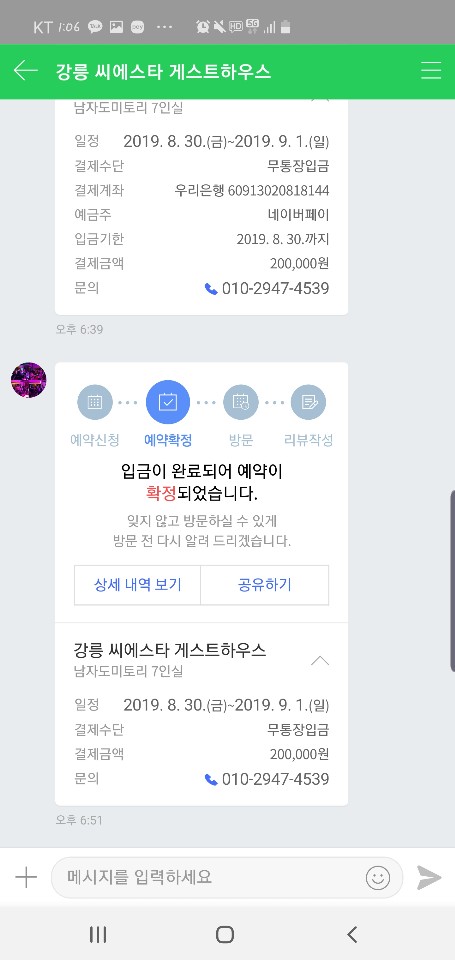 KT 1:06
강릉 씨에스타 게스트하우스
남자도미토리 7인실
일정 2019. 8. 30.(금)~2019. 9. 1.(일)
결제수단 무통장입금
결제계좌 우리은행 60913020818144
예금주 네이버페이
입금기한 2019. 8. 30.까지
결제금액 200,000원
문의 010-2947-4539
오후 6:39
예약신청 예약확정 방문 리뷰작성
입금이 완료되어 예약이
확정되었습니다.
잊지 않고 방문하실 수 있게
방문 전 다시 알려 드리겠습니다.
상세 내역 보기 공유하기
강릉 씨에스타 게스트하우스
남자도미토리 7인실
일정 2019. 8. 30.(금)~2019. 9. 1.(일)
결제수단 무통장입금
결제금액 200,000원
문의 010-2947-4539
오후 6:51
메시지를 입력하세요